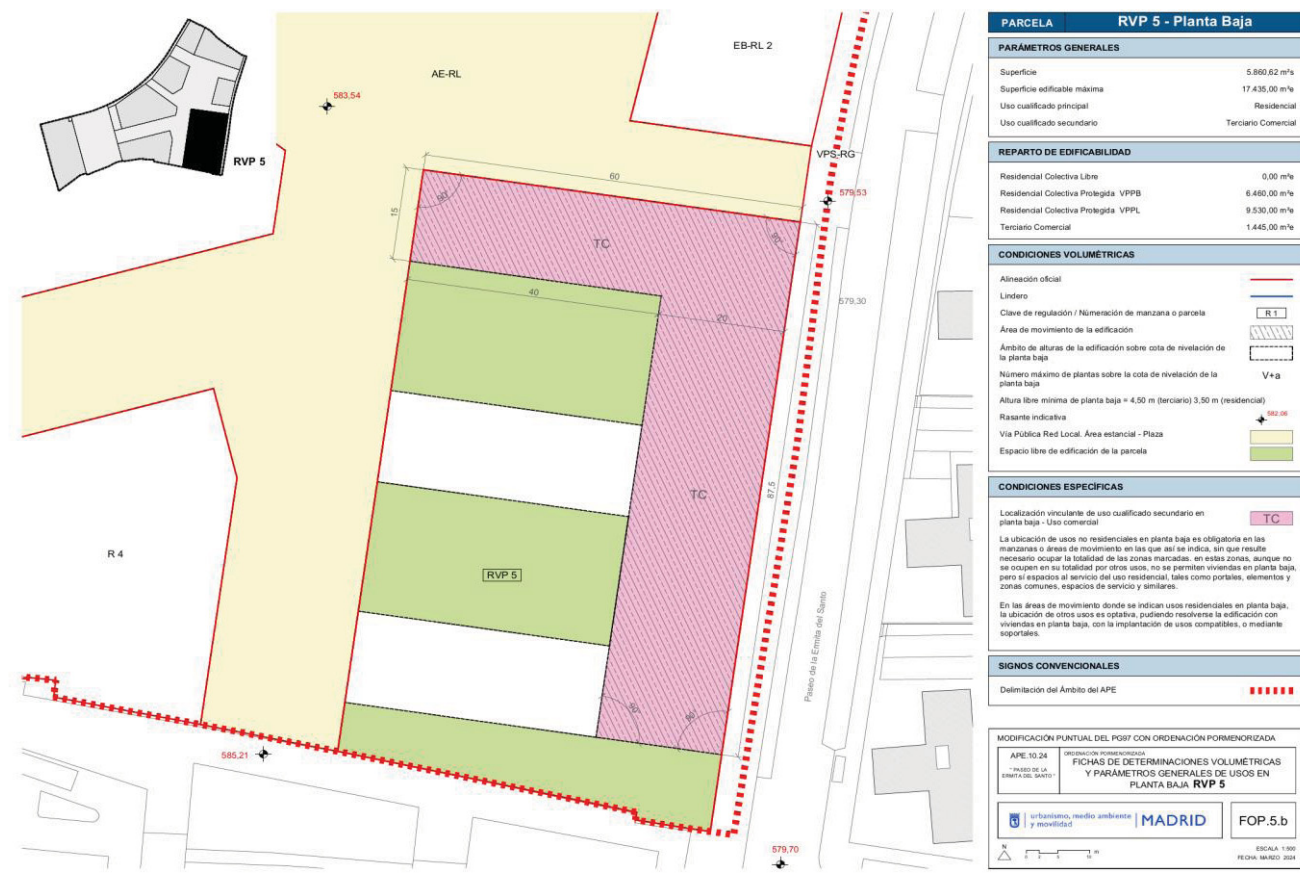 RVP 5
EB-RL 2
AE-RL
583,54
VPS-RG
579,53
60
90°
15
90°
TC
40
20
579,30
TC
87,5
R 4
RVP 5
Paseo de la Ermita del Santo
90°
90°
585,21
579,70
PARCELA RVP 5 - Planta Baja
PARÁMETROS GENERALES
Superficie 5.860,62 m²s
Superficie edificable máxima 17.435,00 m²e
Uso cualificado principal Residencial
Uso cualificado secundario Terciario Comercial
REPARTO DE EDIFICABILIDAD
Residencial Colectiva Libre 0,00 m²e
Residencial Colectiva Protegida VPPB 6.460,00 m²e
Residencial Colectiva Protegida VPPL 9.530,00 m²e
Terciario Comercial 1.445,00 m²e
CONDICIONES VOLUMÉTRICAS
Alineación oficial
Lindero
Clave de regulación / Númeración de manzana o parcela R 1
Área de movimiento de la edificación
Ámbito de alturas de la edificación sobre cota de nivelación de
la planta baja
Número máximo de plantas sobre la cota de nivelación de la V+a
planta baja
Altura libre mínima de planta baja = 4,50 m (terciario) 3,50 m (residencial)
Rasante indicativa 582,06
Vía Pública Red Local. Área estancial - Plaza
Espacio libre de edificación de la parcela
CONDICIONES ESPECÍFICAS
Localización vinculante de uso cualificado secundario en
planta baja - Uso comercial TC
La ubicación de usos no residenciales en planta baja es obligatoria en las
manzanas o áreas de movimiento en las que así se indica, sin que resulte
necesario ocupar la totalidad de las zonas marcadas. en estas zonas, aunque no
se ocupen en su totalidad por otros usos, no se permiten viviendas en planta baja,
pero sí espacios al servicio del uso residencial, tales como portales, elementos y
zonas comunes, espacios de servicio y similares.
En las áreas de movimiento donde se indican usos residenciales en planta baja,
la ubicación de otros usos es optativa, pudiendo resolverse la edificación con
viviendas en planta baja, con la implantación de usos compatibles, o mediante
soportales.
SIGNOS CONVENCIONALES
Delimitación del Ámbito del APE
MODIFICACIÓN PUNTUAL DEL PG97 CON ORDENACIÓN PORMENORIZADA
APE.10.24
"PASEO DE LA
ERMITA DEL SANTO"
ORDENACIÓN PORMENORIZADA
FICHAS DE DETERMINACIONES VOLUMÉTRICAS
Y PARÁMETROS GENERALES DE USOS EN
PLANTA BAJA RVP 5
urbanismo, medio ambiente
y movilidad
MADRID
FOP.5.b
N
0 2 5 10 m
ESCALA 1:500
FECHA: MARZO 2024